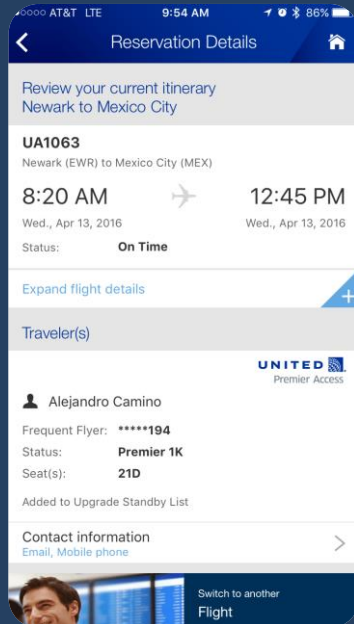 AT&T LTE 9:54 AM 86%
Reservation Details
Review your current itinerary
Newark to Mexico City
UA1063
Newark (EWR) to Mexico City (MEX)
8:20 AM 12:45 PM
Wed., Apr 13, 2016 Wed., Apr 13, 2016
Status: On Time
Expand flight details +
Traveler(s)
UNITED
Premier Access
Alejandro Camino
Frequent Flyer: *****194
Status: Premier 1K
Seat(s): 21D
Added to Upgrade Standby List
Contact information
Email, Mobile phone
Switch to another
Flight